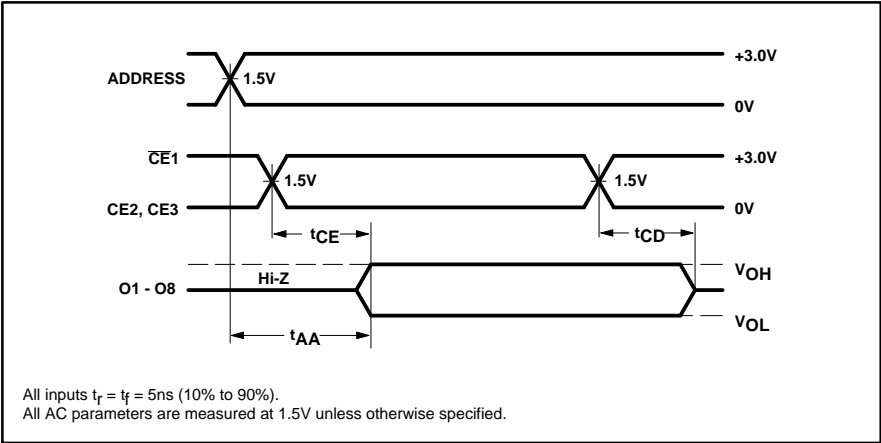 +3.0V
ADDRESS 1.5V
0V
CE1 +3.0V
1.5V 1.5V
CE2, CE3 0V
tCE tCD
Hi-Z VOH
O1 - O8
VOL
tAA
All inputs tr = tf = 5ns (10% to 90%).
All AC parameters are measured at 1.5V unless otherwise specified.